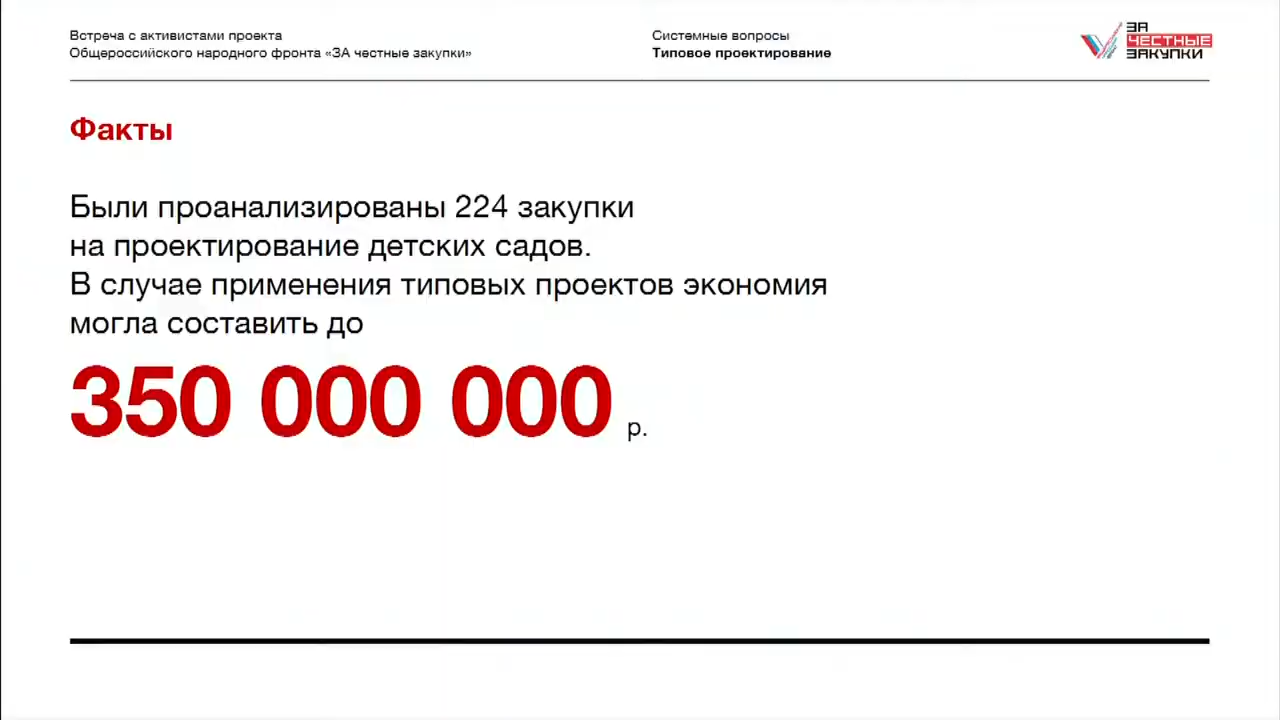 Встреча с активистами проекта
Общероссийского народного фронта «ЗА честные закупки»
Системные вопросы
Типовое проектирование
ЗА
ЧЕСТНЫЕ
ЗАКУПКИ
Факты
Были проанализированы 224 закупки
на проектирование детских садов.
В случае применения типовых проектов экономия
могла составить до
350 000 000 р.